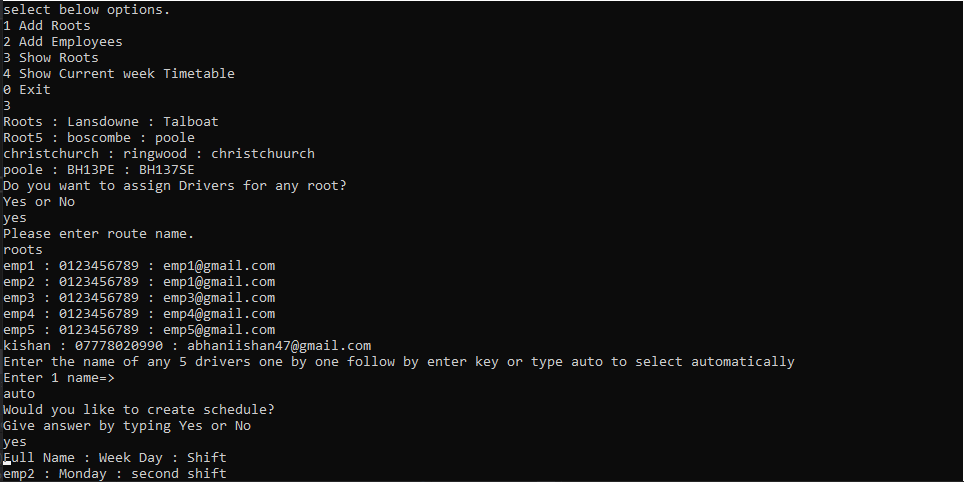 select below options.
1 Add Roots
2 Add Employees
3 Show Roots
4 Show Current week Timetable
0 Exit
3
Roots : Lansdowne : Talboat
Root5 : boscombe : poole
christchurch : ringwood : christchuurch
poole : BH13PE : BH137SE
Do you want to assign Drivers for any root?
Yes or No
yes
Please enter route name.
roots
emp1 : 0123456789 : emp1@gmail.com
emp2 : 0123456789 : emp1@gmail.com
emp3 : 0123456789 : emp3@gmail.com
emp4 : 0123456789 : emp4@gmail.com
emp5 : 0123456789 : emp5@gmail.com
kishan : 07778020990 : abhaniishan47@gmail.com
Enter the name of any 5 drivers one by one follow by enter key or type auto to select automatically
Enter 1 name=>
auto
Would you like to create schedule?
Give answer by typing Yes or No
yes
Full Name : Week Day : Shift
emp2 : Monday : second shift